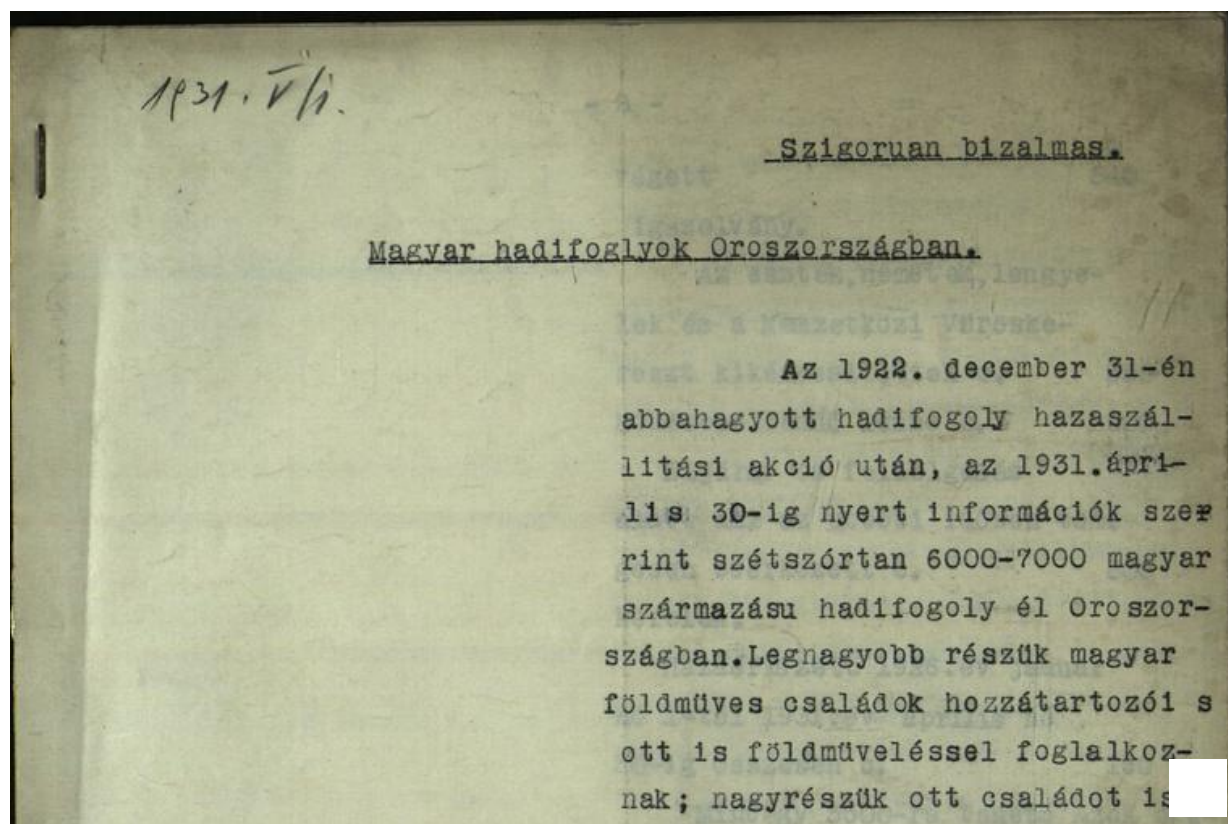 1931. V/1.
Szigoruan bizalmas.
Magyar hadifoglyok Oroszországban.
Az 1922. december 31-én
abbahagyott hadifogoly hazaszál-
litási akció után, az 1931.ápri-
lis 30-ig nyert információk szer
rint szétszórtan 6000-7000 magyar
származásu hadifogoly él Oroszor-
szágban.Legnagyobb részük magyar
földmüves családok hozzátartozói s
ott is földmüveléssel foglalkoz-
nak; nagyrészük ott családot